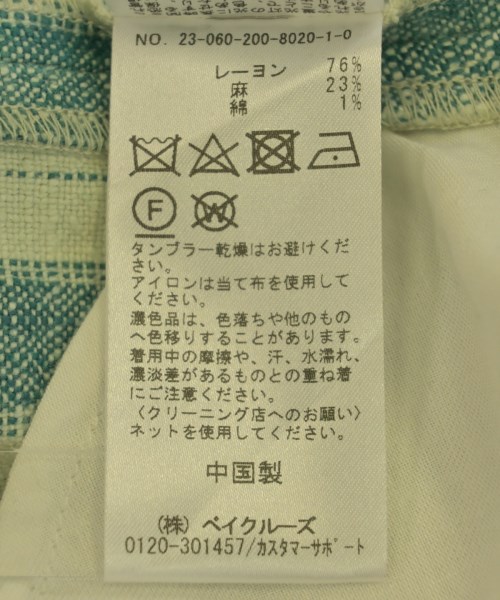 NO. 23-060-200-8020-1-0
レーヨン 76%
麻 23%
綿 1%
F W
タンブラー乾燥はお避けくだ
さい。
アイロンは当て布を使用して
ください。
濃色品は、色落ちや他のもの
へ色移りすることがあります。
着用中の摩擦や、汗、水濡れ、
濃淡差があるものとの重ね着
にご注意ください。
〈クリーニング店へのお願い〉
ネットを使用してください。
中国製
(株) ベイクルーズ
0120-301457/カスタマーサポート